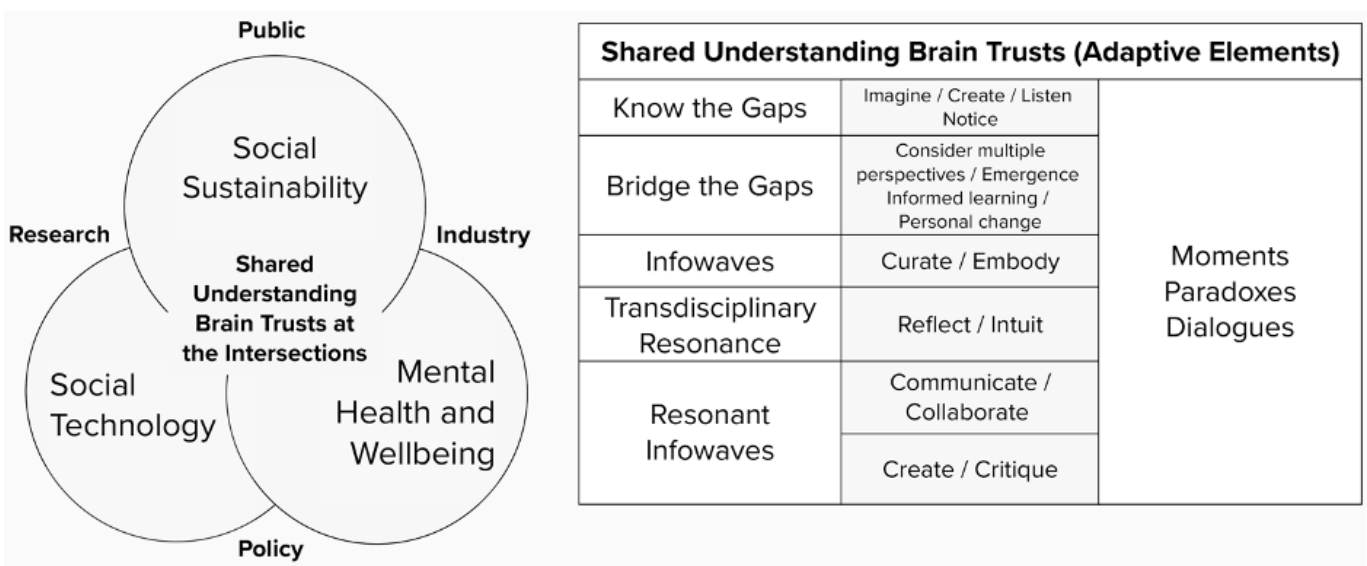 Public
Social
Sustainability
Research
Industry
Shared
Understanding
Brain Trusts at
the Intersections
Social
Technology
Mental
Health and
Wellbeing
Policy
Shared Understanding Brain Trusts (Adaptive Elements)
Know the Gaps
Imagine / Create / Listen
Notice
Bridge the Gaps
Consider multiple
perspectives / Emergence
Informed learning /
Personal change
Infowaves
Curate / Embody
Transdisciplinary
Resonance
Reflect / Intuit
Resonant
Infowaves
Communicate /
Collaborate
Create / Critique
Moments
Paradoxes
Dialogues